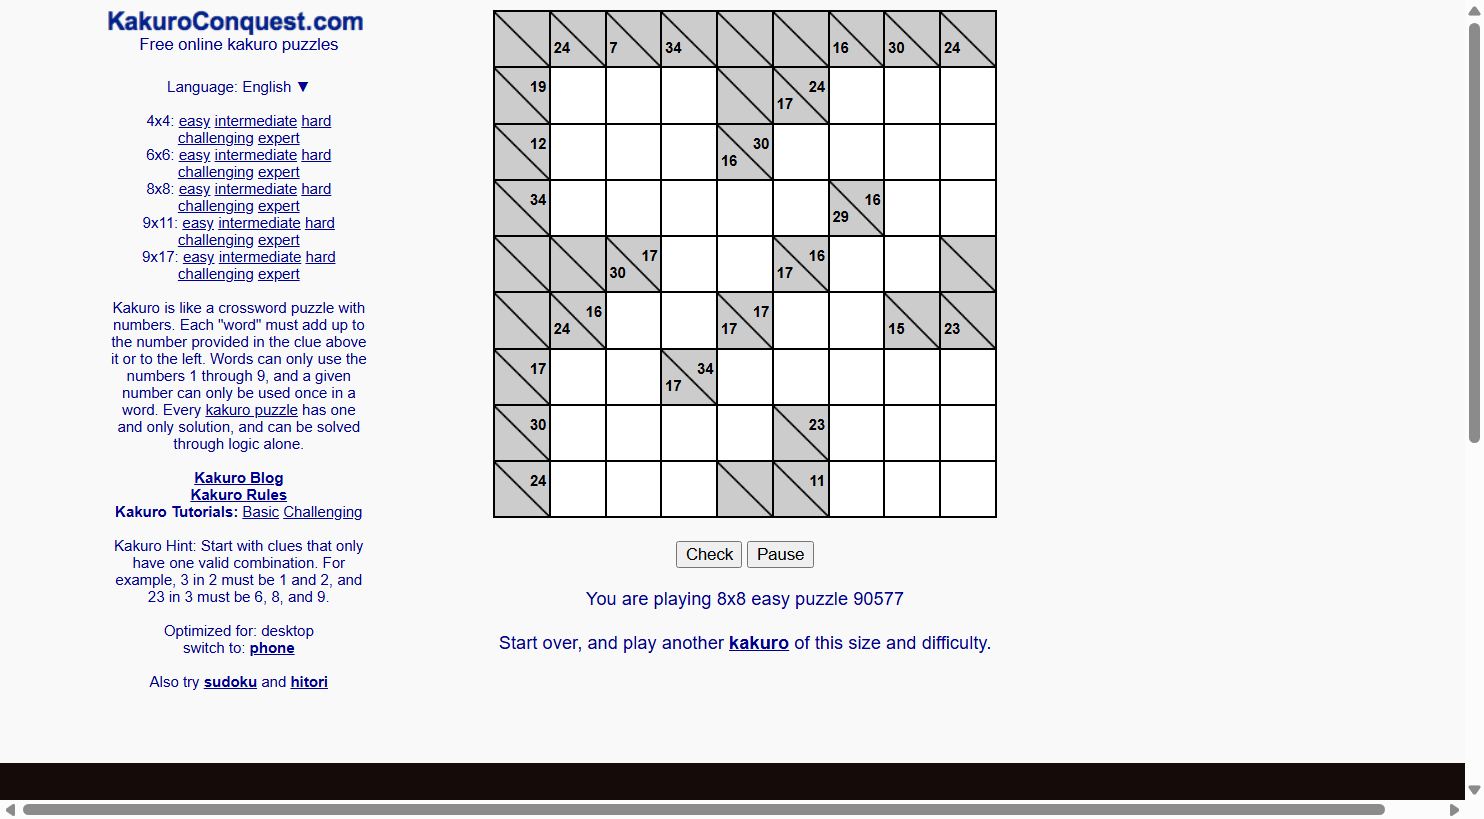 KakuroConquest.com
Free online kakuro puzzles
Language: English ▼
4x4: easy intermediate hard
challenging expert
6x6: easy intermediate hard
challenging expert
8x8: easy intermediate hard
challenging expert
9x11: easy intermediate hard
challenging expert
9x17: easy intermediate hard
challenging expert
Kakuro is like a crossword puzzle with
numbers. Each "word" must add up to
the number provided in the clue above
it or to the left. Words can only use the
numbers 1 through 9, and a given
number can only be used once in a
word. Every kakuro puzzle has one
and only solution, and can be solved
through logic alone.
Kakuro Blog
Kakuro Rules
Kakuro Tutorials: Basic Challenging
Kakuro Hint: Start with clues that only
have one valid combination. For
example, 3 in 2 must be 1 and 2, and
23 in 3 must be 6, 8, and 9.
Optimized for: desktop
switch to: phone
Also try sudoku and hitori
24 7 34 16 30 24
19 17 24
12 16 30
34 29 16
30 17 17 16
24 16 17 17 15 23
17 17 34
30 23
24 11
Check Pause
You are playing 8x8 easy puzzle 90577
Start over, and play another kakuro of this size and difficulty.